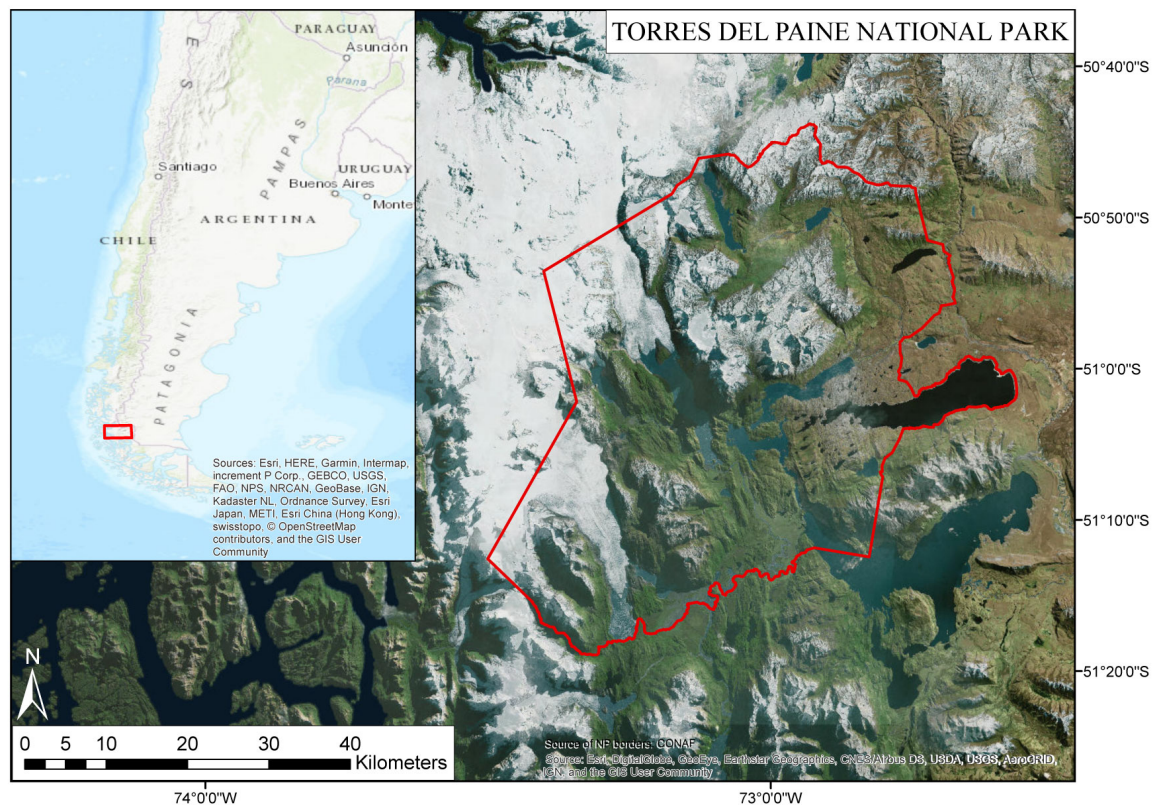 TORRES DEL PAINE NATIONAL PARK
PARAGUAY
Asunción
Parana
E S
PAMPAS
Santiago
URUGUAY
Buenos Aires
Monte
ARGENTINA
CHILE
PATAGONIA
Sources: Esri, HERE, Garmin, Intermap,
increment P Corp., GEBCO, USGS,
FAO, NPS, NRCAN, GeoBase, IGN,
Kadaster NL, Ordnance Survey, Esri
Japan, METI, Esri China (Hong Kong),
swisstopo, © OpenStreetMap
contributors, and the GIS User
Community
50°40'0"S
50°50'0"S
51°0'0"S
51°10'0"S
51°20'0"S
N
0 5 10 20 30 40
Kilometers
Source of NP borders: CONAF
Source: Esri, DigitalGlobe, GeoEye, Earthstar Geographics, CNES/Airbus DS, USDA, USGS, AeroGRID,
IGN, and the GIS User Community
74°0'0"W
73°0'0"W